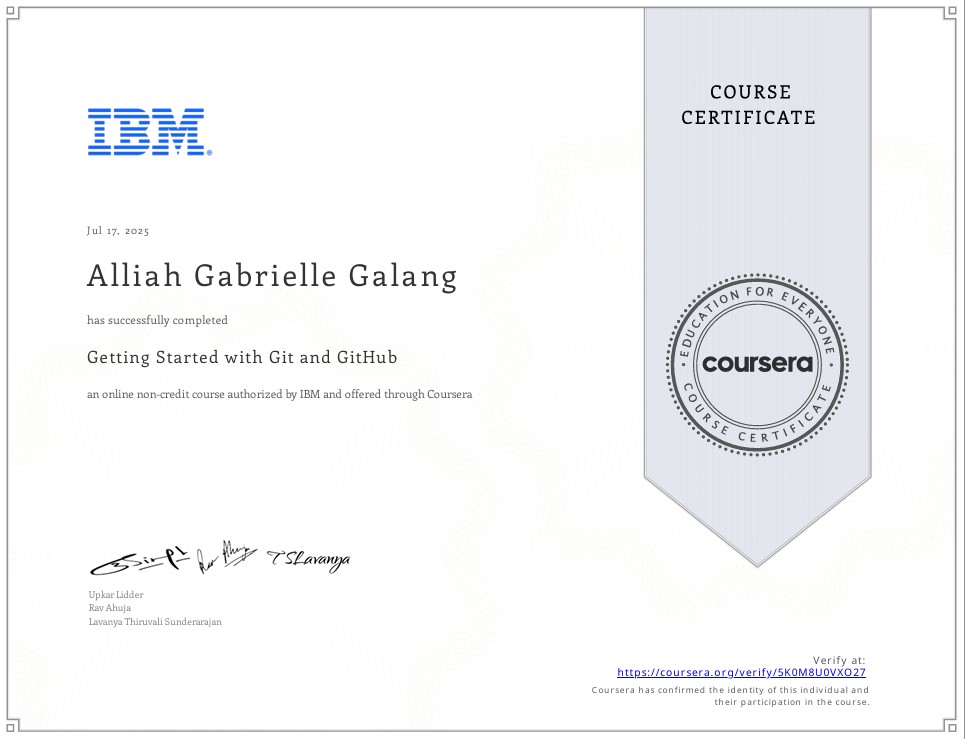 COURSE
CERTIFICATE
IBM®
Jul 17, 2025
Alliah Gabrielle Galang
has successfully completed
Getting Started with Git and GitHub
an online non-credit course authorized by IBM and offered through Coursera
EDUCATION FOR EVERYONE
coursera
COURSE CERTIFICATE
TSLavanya
Upkar Lidder
Rav Ahuja
Lavanya Thiruvali Sunderarajan
Verify at:
https://coursera.org/verify/5K0M8U0VXO27
Coursera has confirmed the identity of this individual and
their participation in the course.